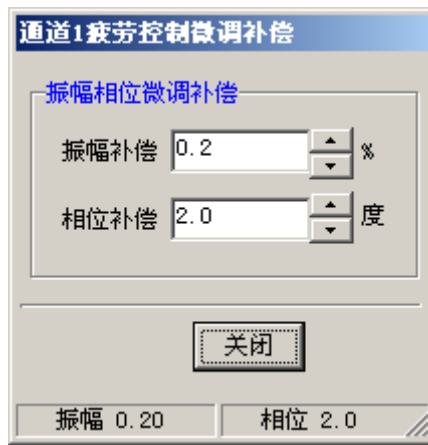 通道1疲劳控制微调补偿
振幅相位微调补偿
振幅补偿 0.2 %
相位补偿 2.0 度
关闭
振幅 0.20 相位 2.0